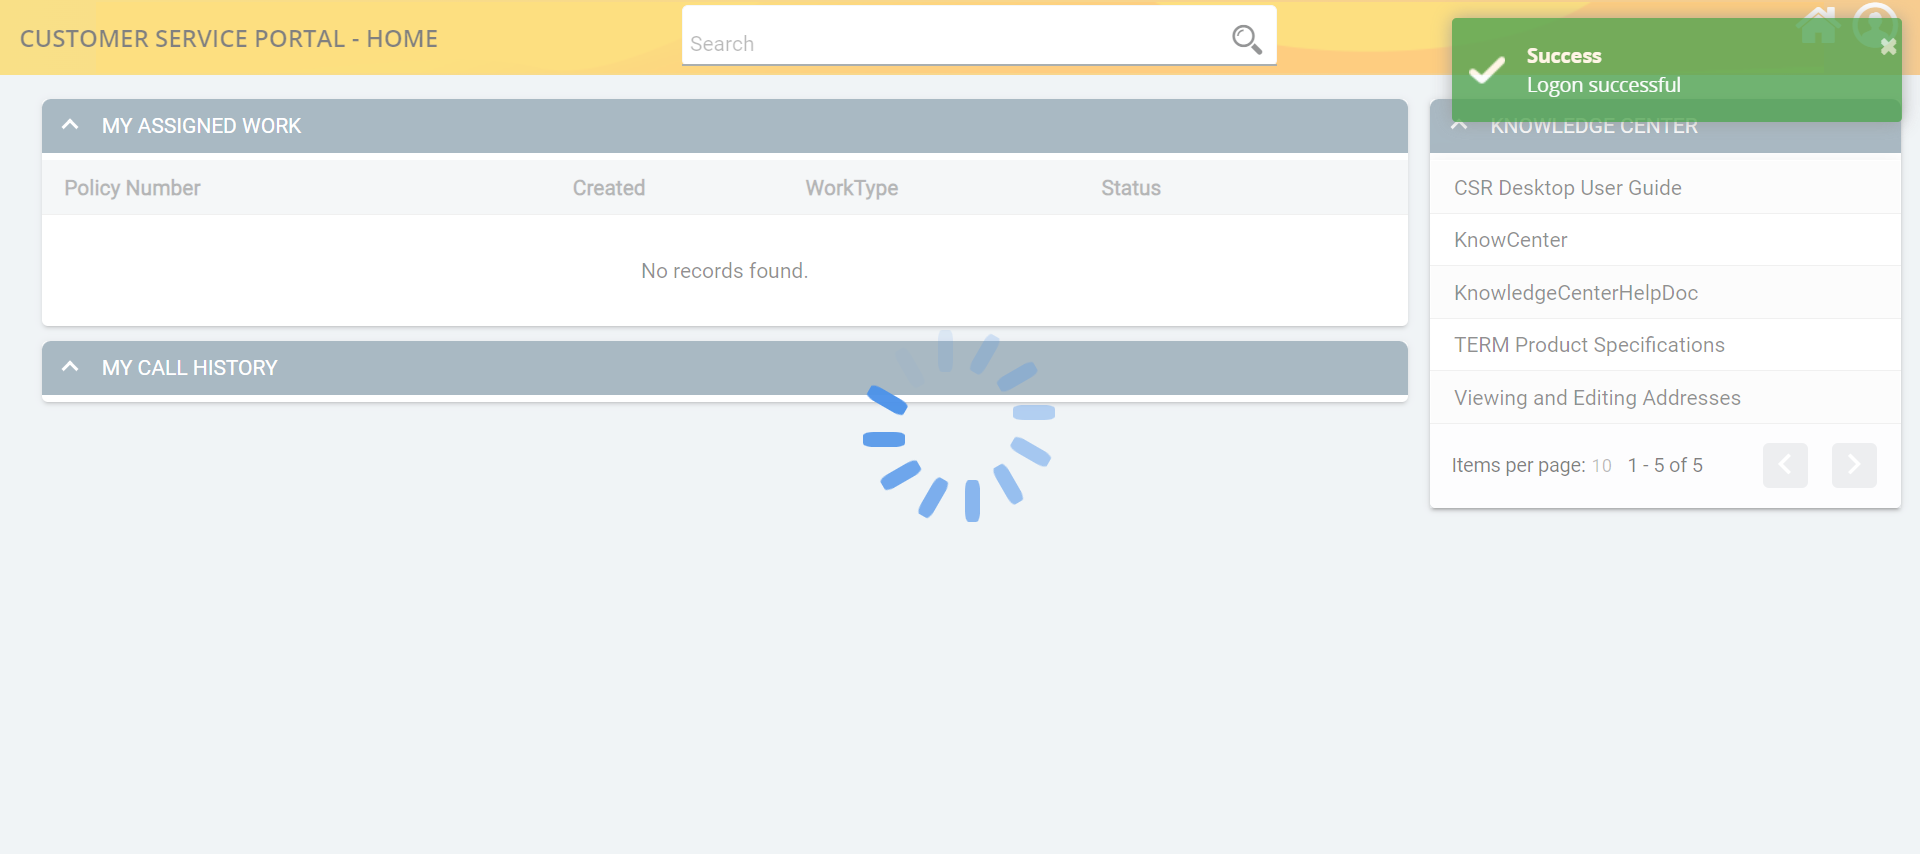 CUSTOMER SERVICE PORTAL - HOME
Search
Success
Logon successful
MY ASSIGNED WORK
Policy Number Created WorkType Status
No records found.
MY CALL HISTORY
KNOWLEDGE CENTER
CSR Desktop User Guide
KnowCenter
KnowledgeCenterHelpDoc
TERM Product Specifications
Viewing and Editing Addresses
Items per page: 10 1 - 5 of 5